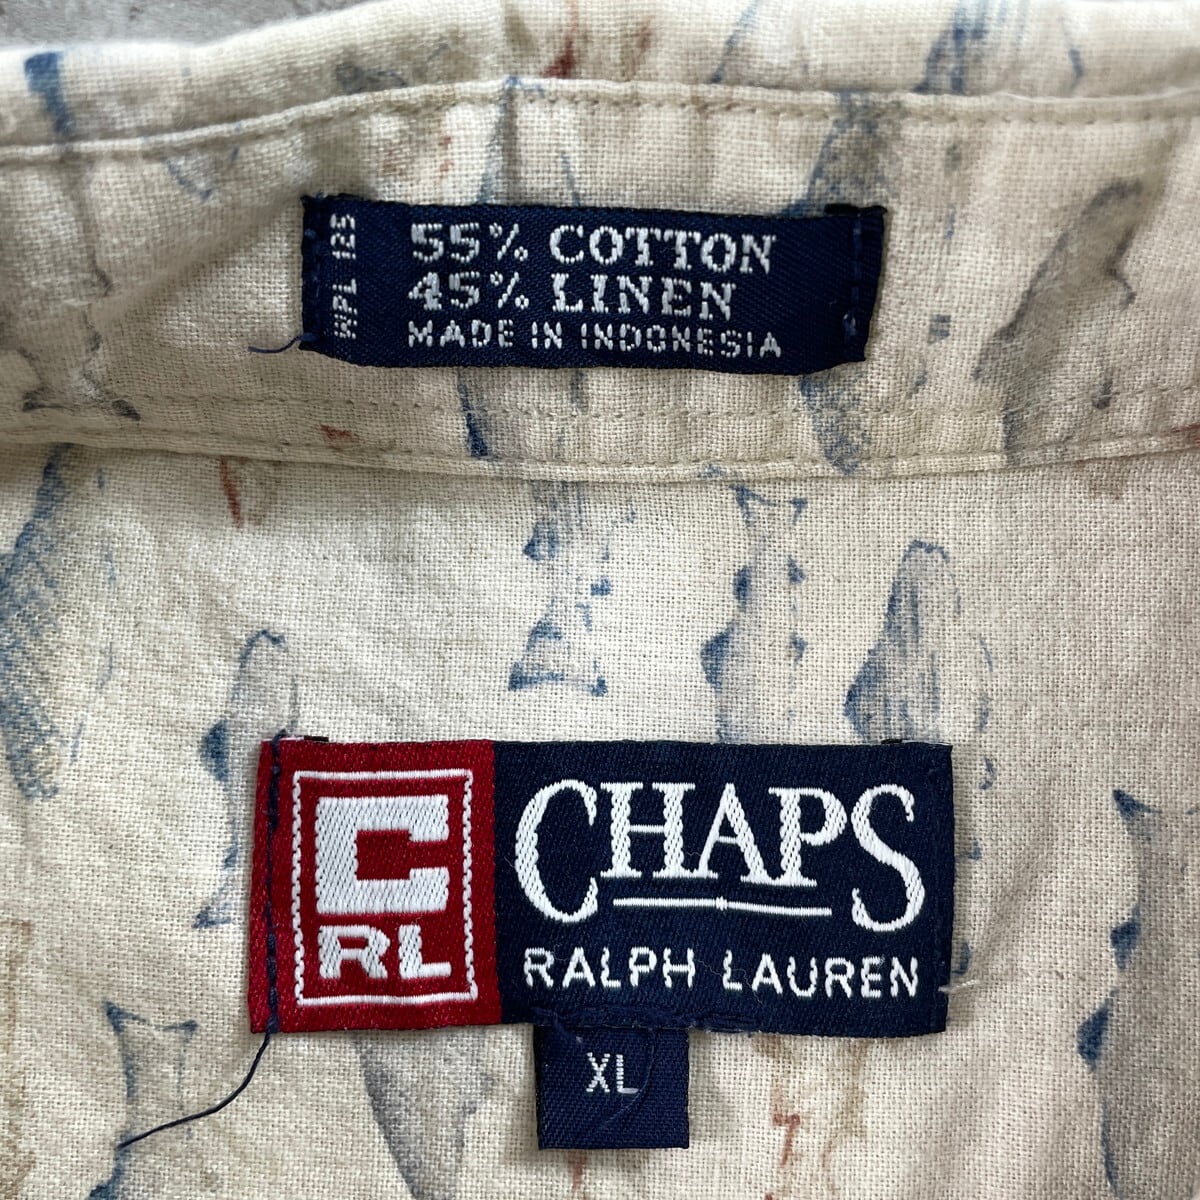 WPL 125
55% COTTON
45% LINEN
MADE IN INDONESIA
C
RL
CHAPS
RALPH LAUREN
XL